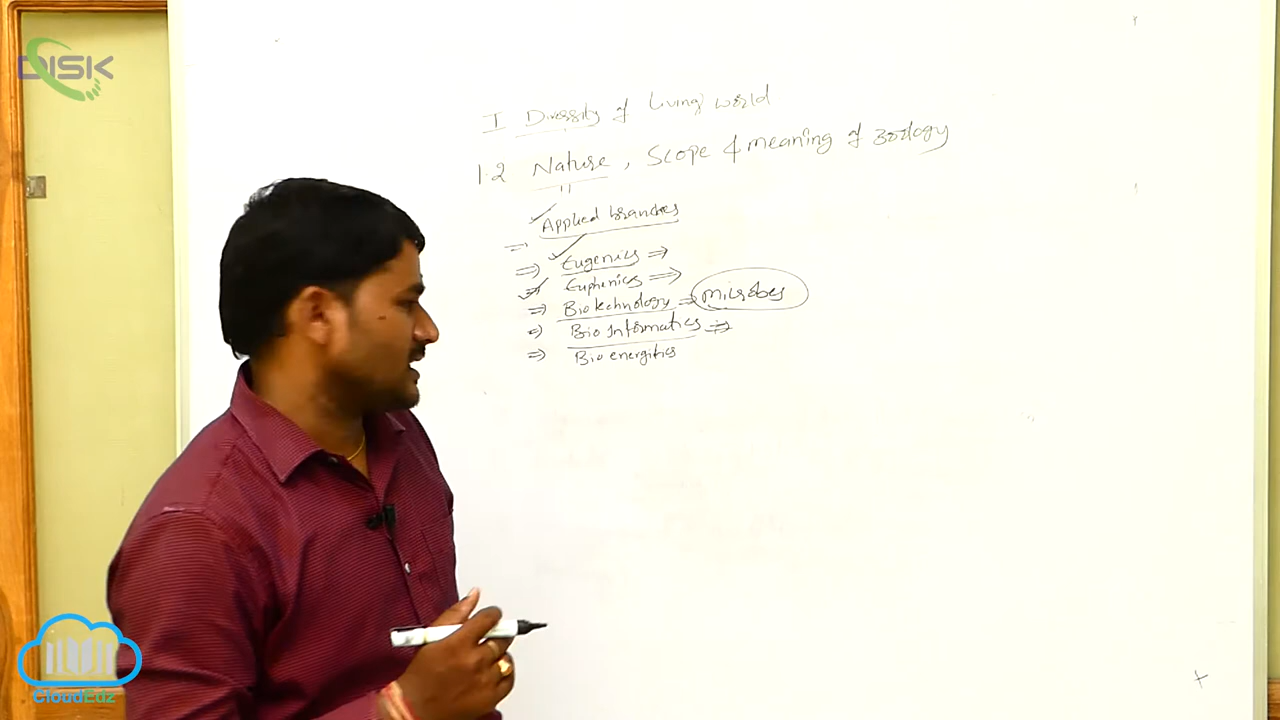 DISK
I Diversity of Living world
1.2 Nature, Scope & meaning of zoology
Applied branches
⇒ Eugenics ⇒
Euphenics ⇒
⇒ Biotechnology ⇒ microbes
⇒ Bio Informatics ⇒
⇒ Bio energitics
CloudEdz